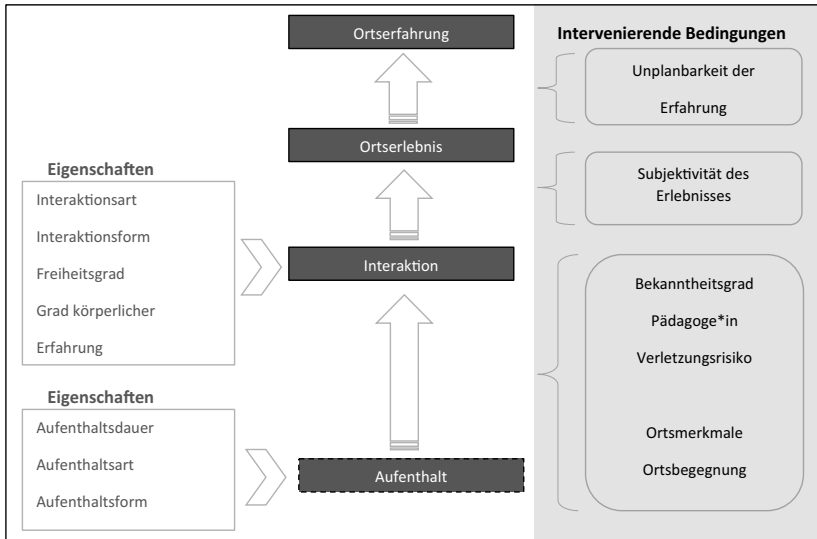 Ortserfahrung
Ortserlebnis
Eigenschaften
Interaktionsart
Interaktionsform
Freiheitsgrad
Grad körperlicher
Erfahrung
Interaktion
Eigenschaften
Aufenthaltsdauer
Aufenthaltsart
Aufenthaltsform
Aufenthalt
Intervenierende Bedingungen
Unplanbarkeit der
Erfahrung
Subjektivität des
Erlebnisses
Bekanntheitsgrad
Pädagoge*in
Verletzungsrisiko
Ortsmerkmale
Ortsbegegnung